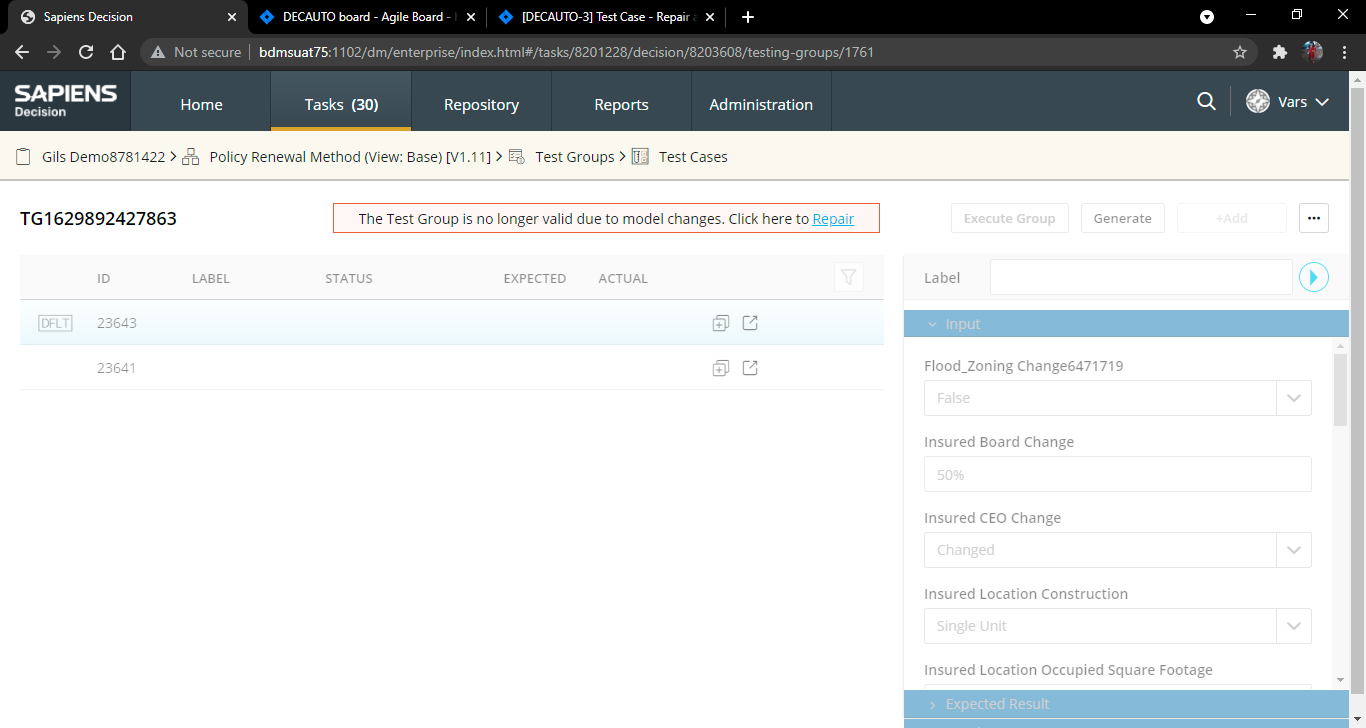 Sapiens Decision
DECAUTO board - Agile Board -
[DECAUTO-3] Test Case - Repair
Not secure
bdmsuat75:1102/dm/enterprise/index.html#/tasks/8201228/decision/8203608/testing-groups/1761
SAPIENS
Decision
Home
Tasks (30)
Repository
Reports
Administration
Vars
Gils Demo8781422 > Policy Renewal Method (View: Base) [V1.11] > Test Groups > Test Cases
TG1629892427863
The Test Group is no longer valid due to model changes. Click here to Repair
Execute Group
Generate
+Add
...
ID LABEL STATUS EXPECTED ACTUAL
DFLT 23643
23641
Label
Input
Flood_Zoning Change6471719
False
Insured Board Change
50%
Insured CEO Change
Changed
Insured Location Construction
Single Unit
Insured Location Occupied Square Footage
Expected Result